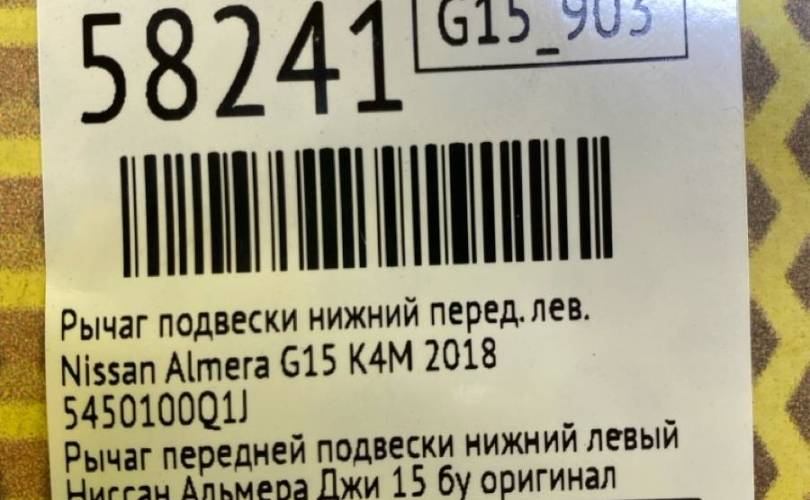 58241
G15_903
Рычаг подвески нижний перед. лев.
Nissan Almera G15 K4M 2018
5450100Q1J
Рычаг передней подвески нижний левый
Ниссан Альмера Джи 15 бу оригинал